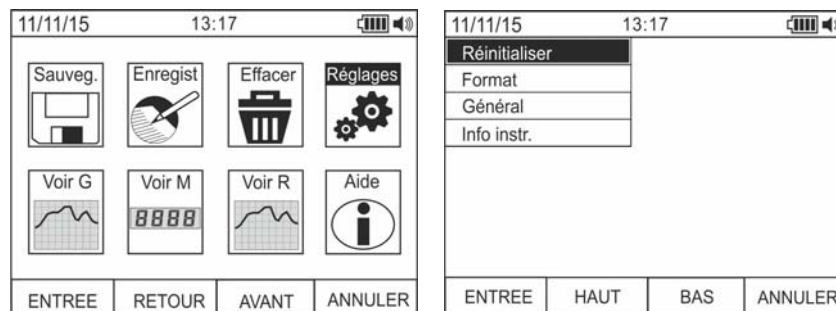 11/11/15 13:17
Sauveg. Enregist Effacer Réglages
8888
Voir G Voir M Voir R Aide
ENTREE RETOUR AVANT ANNULER
11/11/15 13:17
Réinitialiser
Format
Général
Info instr.
ENTREE HAUT BAS ANNULER